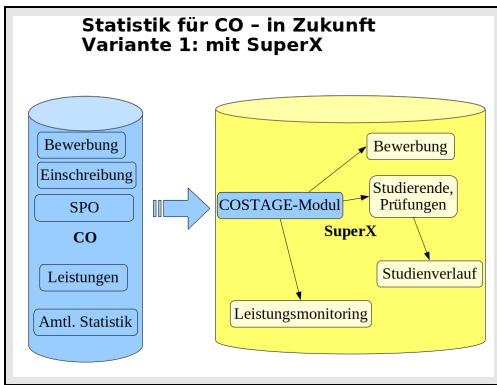 Statistik für CO – in Zukunft
Variante 1: mit SuperX
Bewerbung
Einschreibung
SPO
CO
Leistungen
Amtl. Statistik
Bewerbung
COSTAGE-Modul
Studierende,
Prüfungen
SuperX
Studienverlauf
Leistungsmonitoring